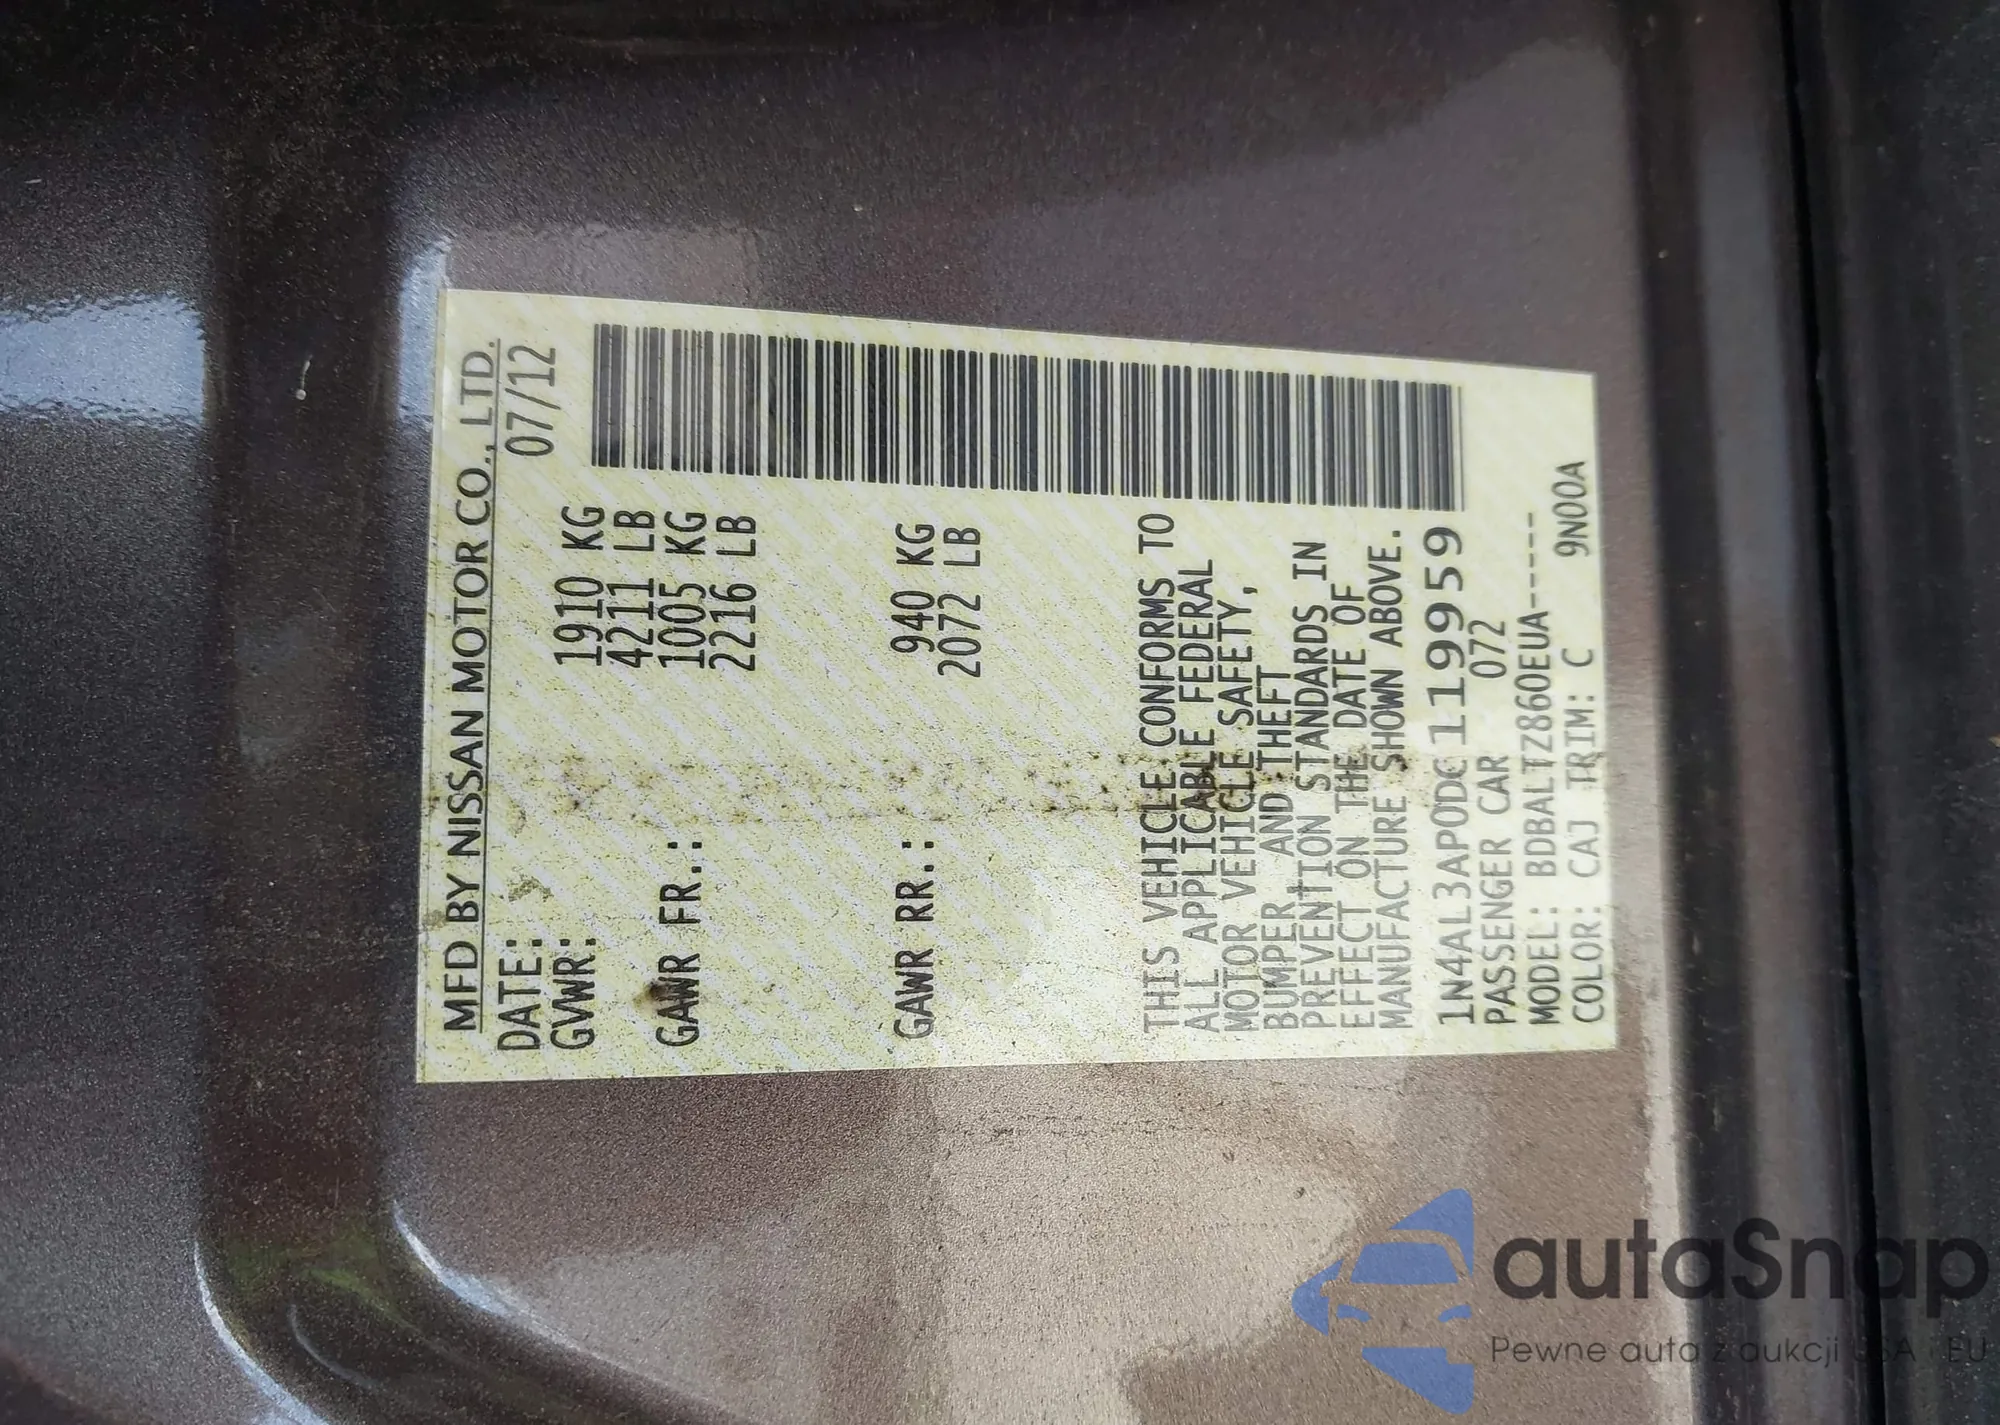 MFD BY NISSAN MOTOR CO., LTD.
DATE: 07/12
GVWR: 1910 KG
4211 LB
GAWR FR.: 1005 KG
2216 LB
GAWR RR.: 940 KG
2072 LB
THIS VEHICLE CONFORMS TO
ALL APPLICABLE FEDERAL
MOTOR VEHICLE SAFETY,
BUMPER, AND THEFT
PREVENTION STANDARDS IN
EFFECT ON THE DATE OF
MANUFACTURE SHOWN ABOVE.
1N4AL3AP0DC119959
PASSENGER CAR 072
MODEL: BDBALTZ860EUA-----
COLOR: CAJ TRIM: C 9N00A
autaSnap
Pewne auta z aukcji USA i EU